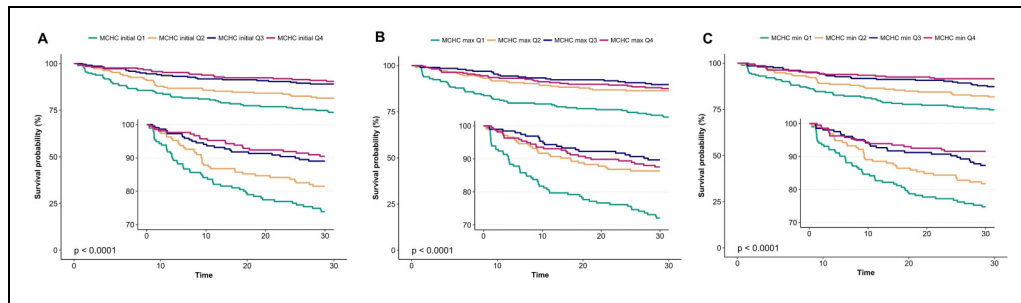 A
MCHC initial Q1 MCHC initial Q2 MCHC initial Q3 MCHC initial Q4
Survival probability (%)
100
75
50
25
0
100
90
80
70
0 10 20 30
p < 0.0001
0 10 20 30
Time
B
MCHC max Q1 MCHC max Q2 MCHC max Q3 MCHC max Q4
Survival probability (%)
100
75
50
25
0
100
90
80
70
0 10 20 30
p < 0.0001
0 10 20 30
Time
C
MCHC min Q1 MCHC min Q2 MCHC min Q3 MCHC min Q4
Survival probability (%)
100
75
50
25
0
100
90
80
70
0 10 20 30
p < 0.0001
0 10 20 30
Time